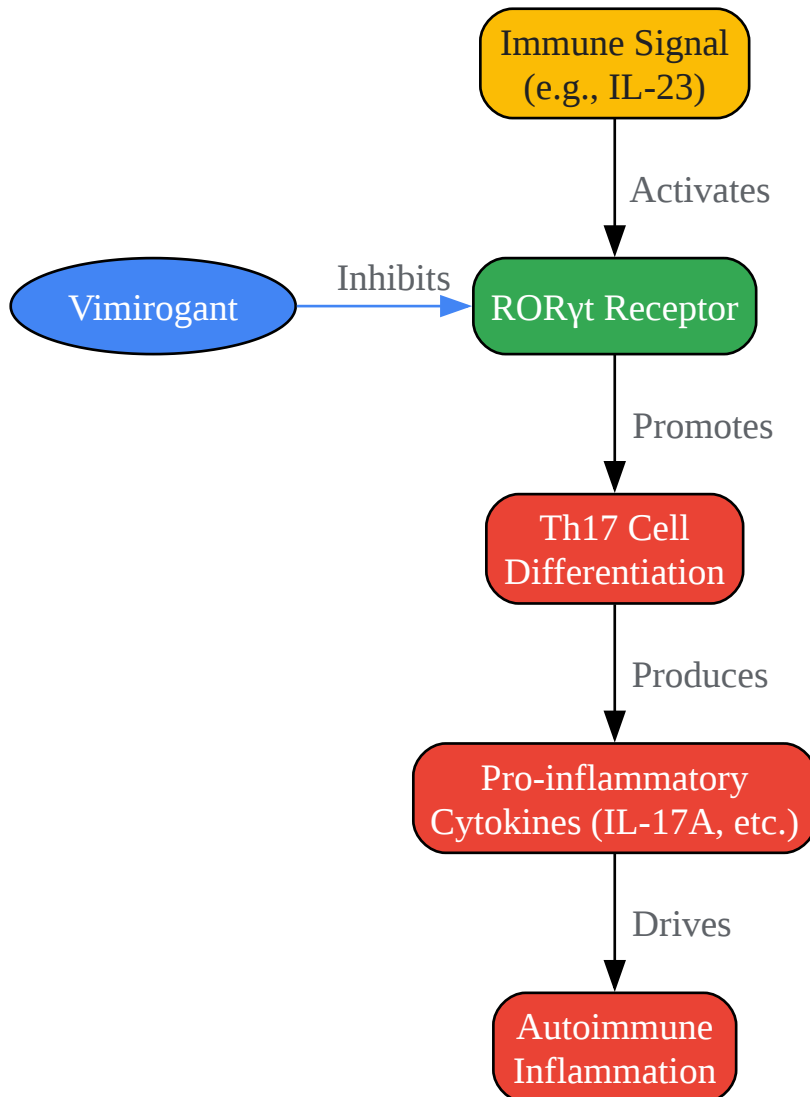 Immune Signal
(e.g., IL-23)
Activates
Inhibits
Vimirogant
RORγt Receptor
Promotes
Th17 Cell
Differentiation
Produces
Pro-inflammatory
Cytokines (IL-17A, etc.)
Drives
Autoimmune
Inflammation